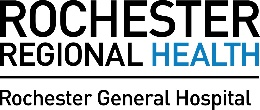 ROCHESTER
REGIONAL HEALTH
Rochester General Hospital